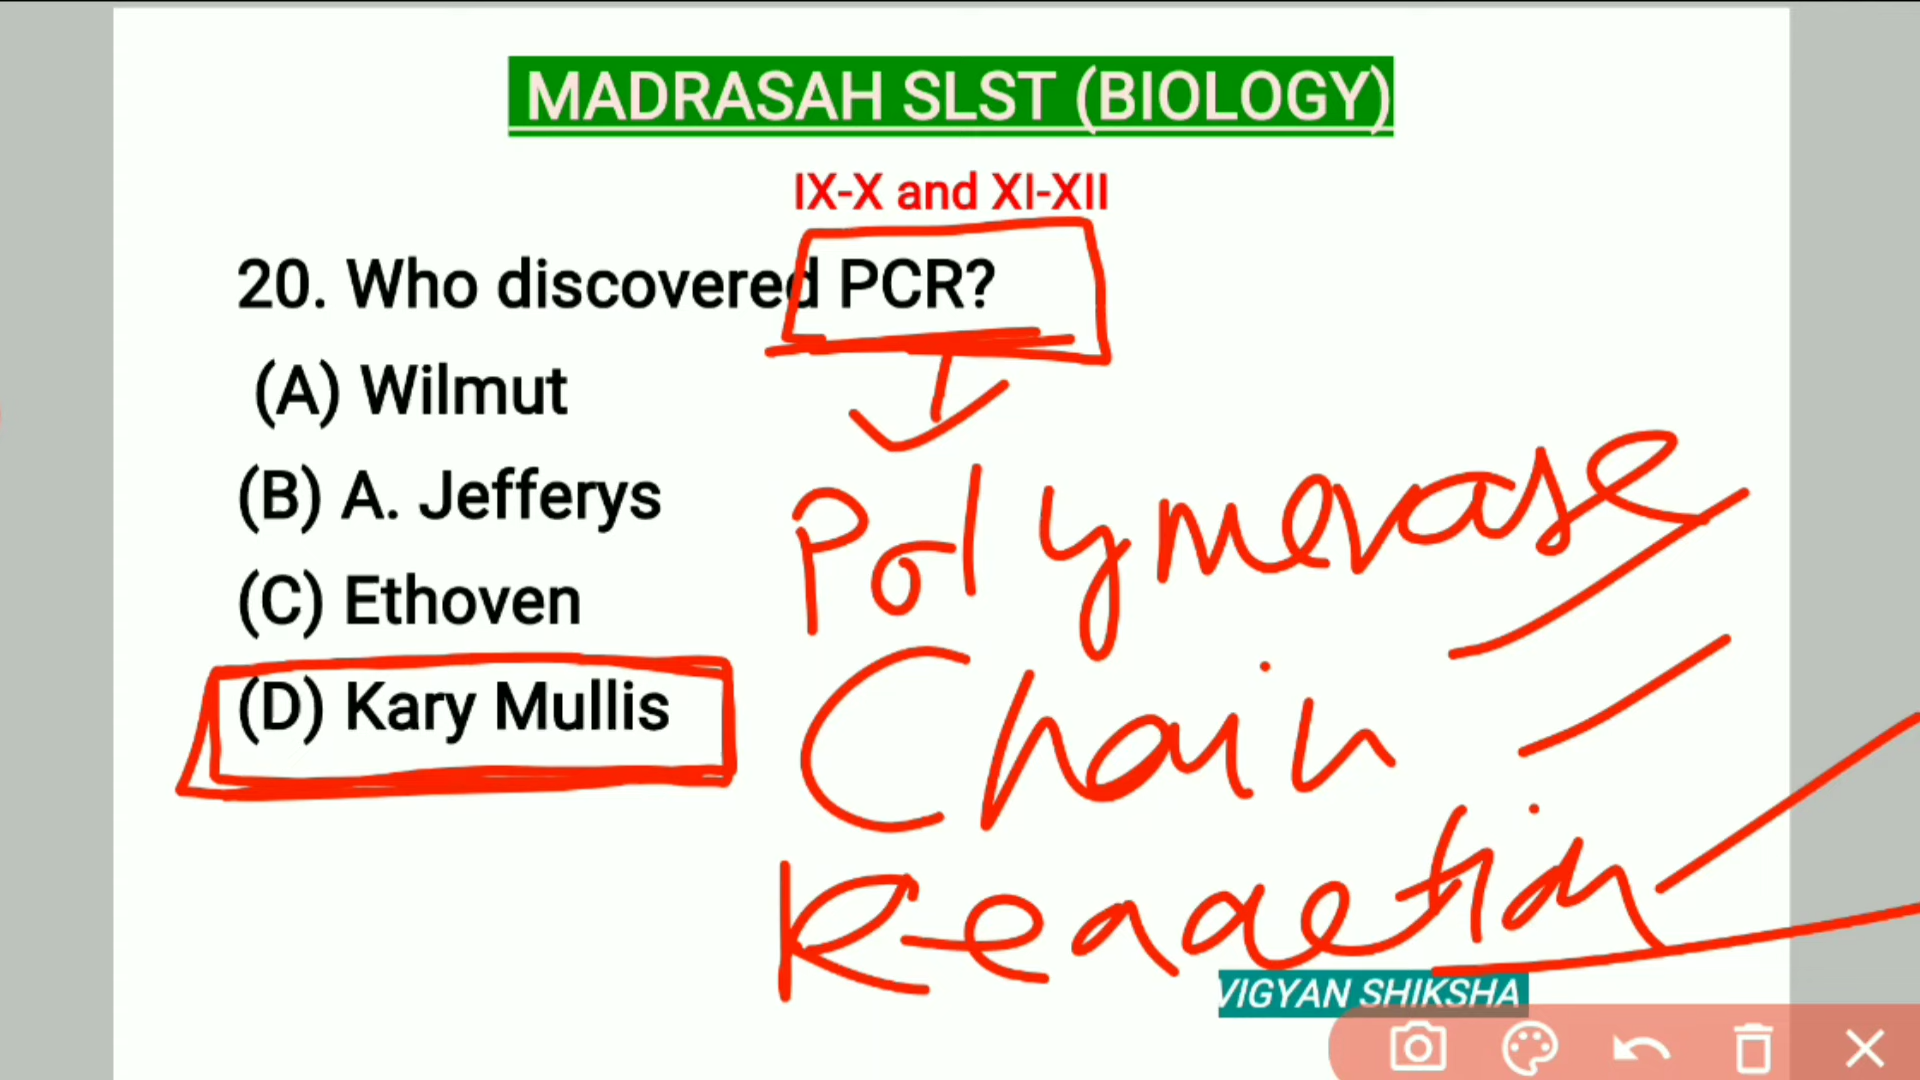 MADRASAH SLST (BIOLOGY)
IX-X and XI-XII
20. Who discovered PCR?
(A) Wilmut
(B) A. Jefferys
(C) Ethoven
(D) Kary Mullis
Polymerase
Chain
Reaction
VIGYAN SHIKSHA